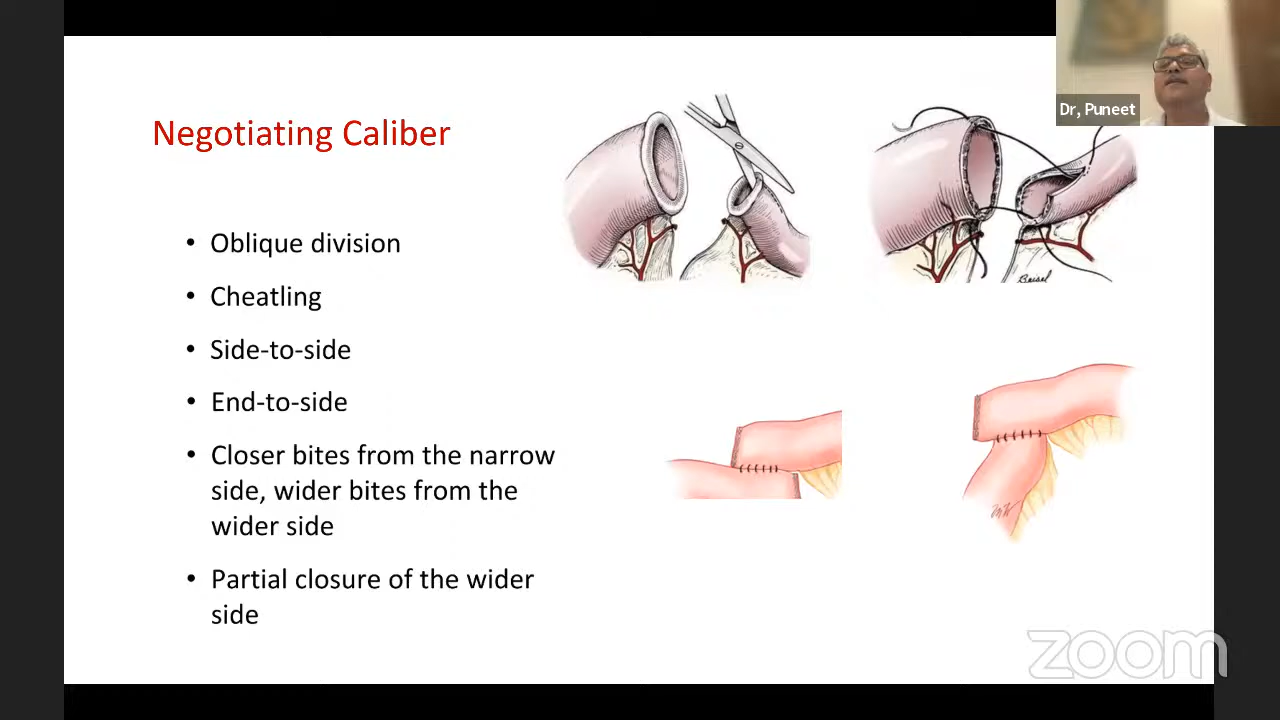 Dr, Puneet
Negotiating Caliber
• Oblique division
• Cheatling
• Side-to-side
• End-to-side
• Closer bites from the narrow
side, wider bites from the
wider side
• Partial closure of the wider
side
zoom